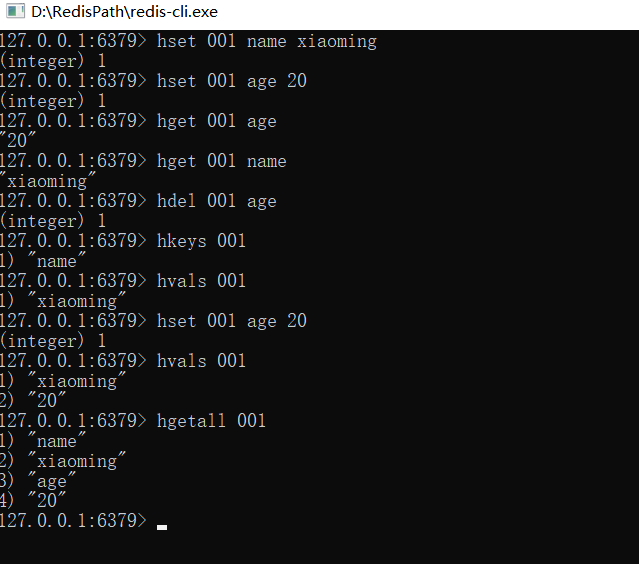 D:\RedisPath\redis-cli.exe
127.0.0.1:6379> hset 001 name xiaoming
(integer) 1
127.0.0.1:6379> hset 001 age 20
(integer) 1
127.0.0.1:6379> hget 001 age
"20"
127.0.0.1:6379> hget 001 name
"xiaoming"
127.0.0.1:6379> hdel 001 age
(integer) 1
127.0.0.1:6379> hkeys 001
1) "name"
127.0.0.1:6379> hvals 001
1) "xiaoming"
127.0.0.1:6379> hset 001 age 20
(integer) 1
127.0.0.1:6379> hvals 001
1) "xiaoming"
2) "20"
127.0.0.1:6379> hgetall 001
1) "name"
2) "xiaoming"
3) "age"
4) "20"
127.0.0.1:6379>